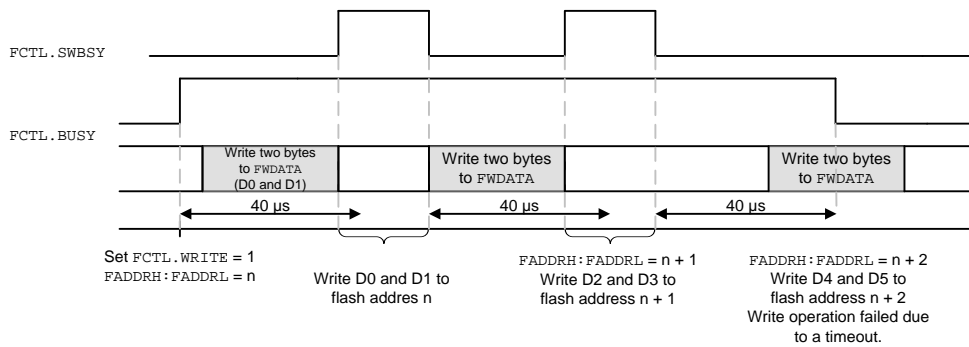 FCTL.SWBSY
FCTL.BUSY
Write two bytes
to FWDATA
(D0 and D1)
Write two bytes
to FWDATA
Write two bytes
to FWDATA
40 µs
40 µs
40 µs
Set FCTL.WRITE = 1
FADDRH:FADDRL = n
Write D0 and D1 to
flash addres n
FADDRH:FADDRL = n + 1
Write D2 and D3 to
flash address n + 1
FADDRH:FADDRL = n + 2
Write D4 and D5 to
flash address n + 2
Write operation failed due
to a timeout.